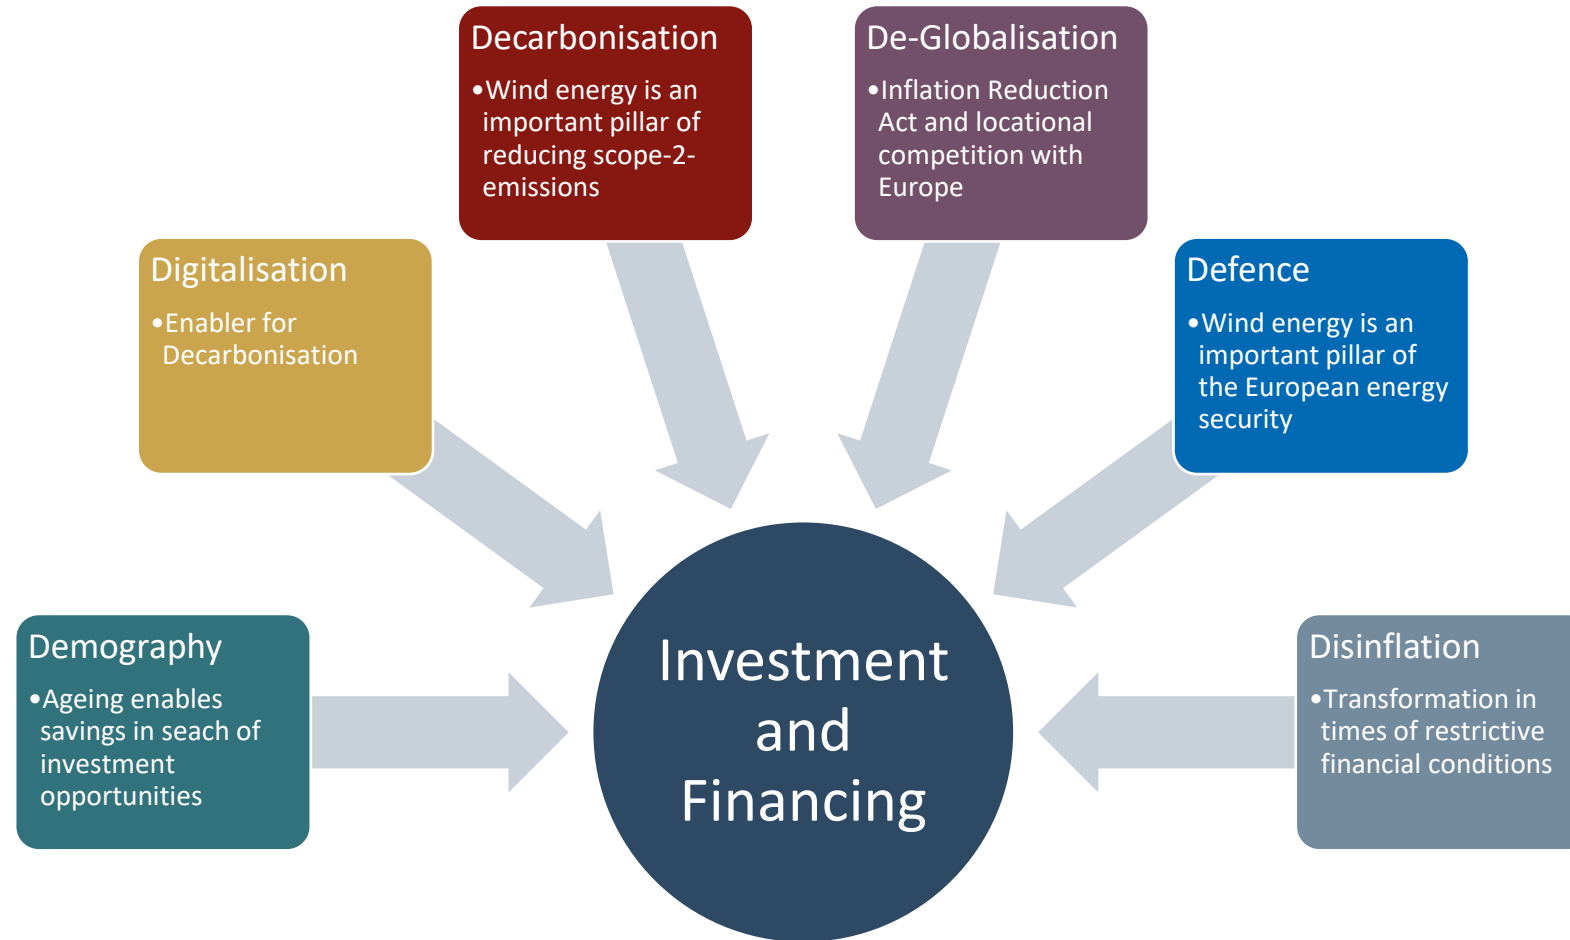 Decarbonisation
•Wind energy is an
important pillar of
reducing scope-2-
emissions
De-Globalisation
•Inflation Reduction
Act and locational
competition with
Europe
Digitalisation
•Enabler for
Decarbonisation
Defence
•Wind energy is an
important pillar of
the European energy
security
Demography
•Ageing enables
savings in seach of
investment
opportunities
Investment
and
Financing
Disinflation
•Transformation in
times of restrictive
financial conditions